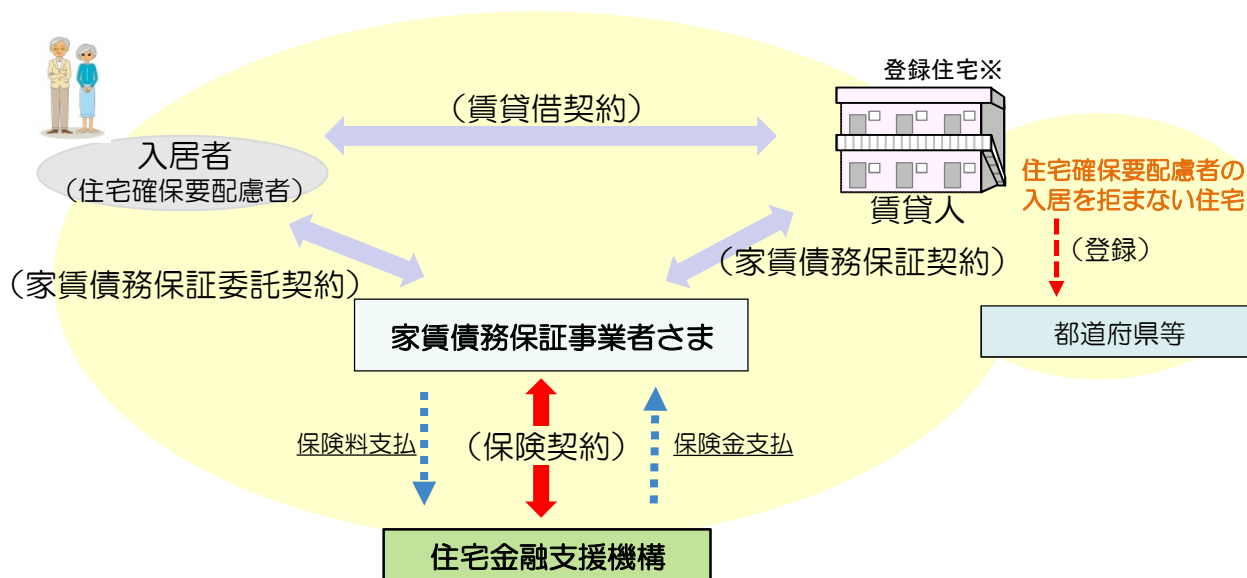 登録住宅※
（賃貸借契約）
入居者
（住宅確保要配慮者）
賃貸人
住宅確保要配慮者の
入居を拒まない住宅
（登録）
（家賃債務保証委託契約）
（家賃債務保証契約）
家賃債務保証事業者さま
都道府県等
保険料支払
（保険契約）
保険金支払
住宅金融支援機構